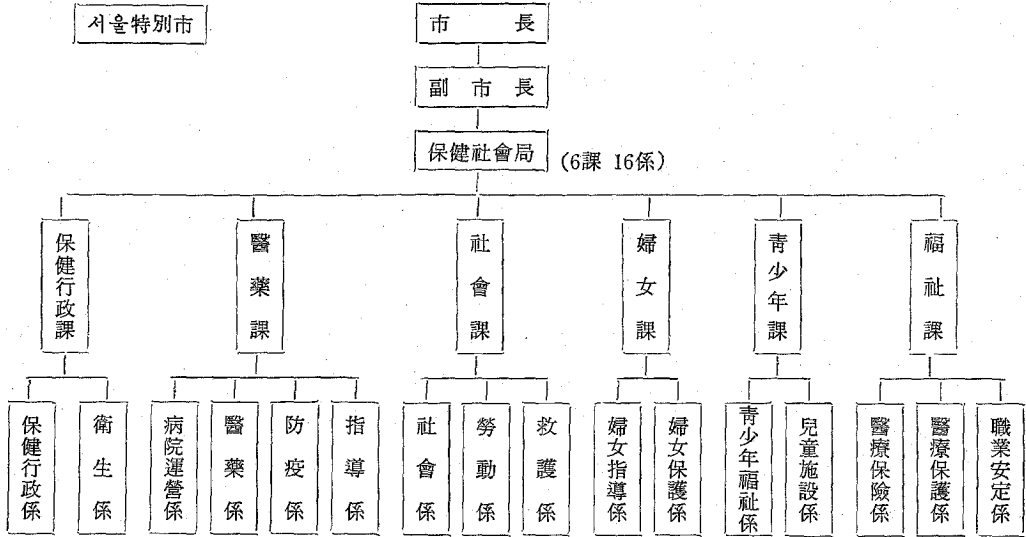 서울特別市
市長
副市長
保健社會局 (6課 16係)
保健行政課
醫藥課
社會課
婦女課
靑少年課
福祉課
保健行政係
衛生係
病院運營係
醫藥係
防疫係
指導係
社會係
勞動係
救護係
婦女指導係
婦女保護係
靑少年福祉係
兒童施設係
醫療保險係
醫療保護係
職業安定係